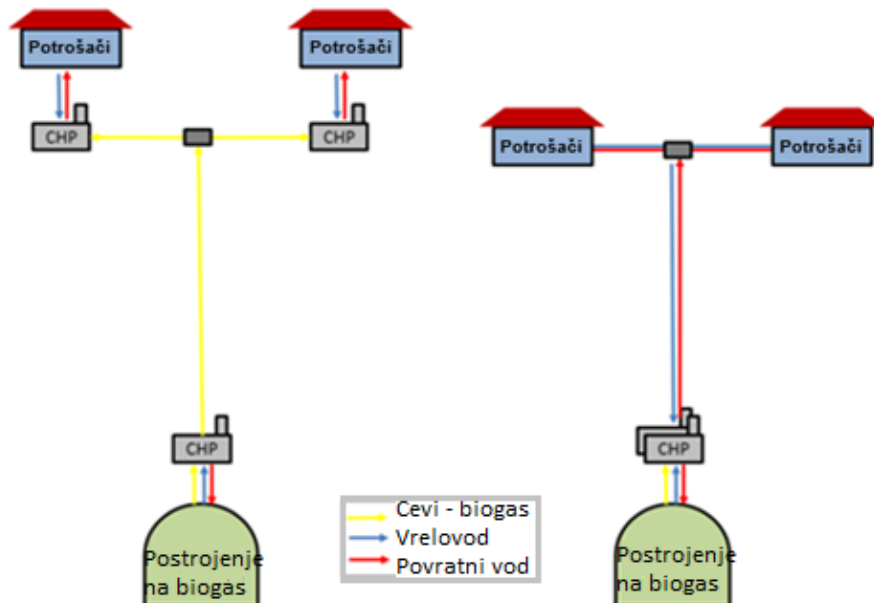 Potrošači
Potrošači
CHP
CHP
CHP
Postrojenje
na biogas
Potrošači
Potrošači
CHP
Postrojenje
na biogas
Cevi - biogas
Vrelovod
Povratni vod